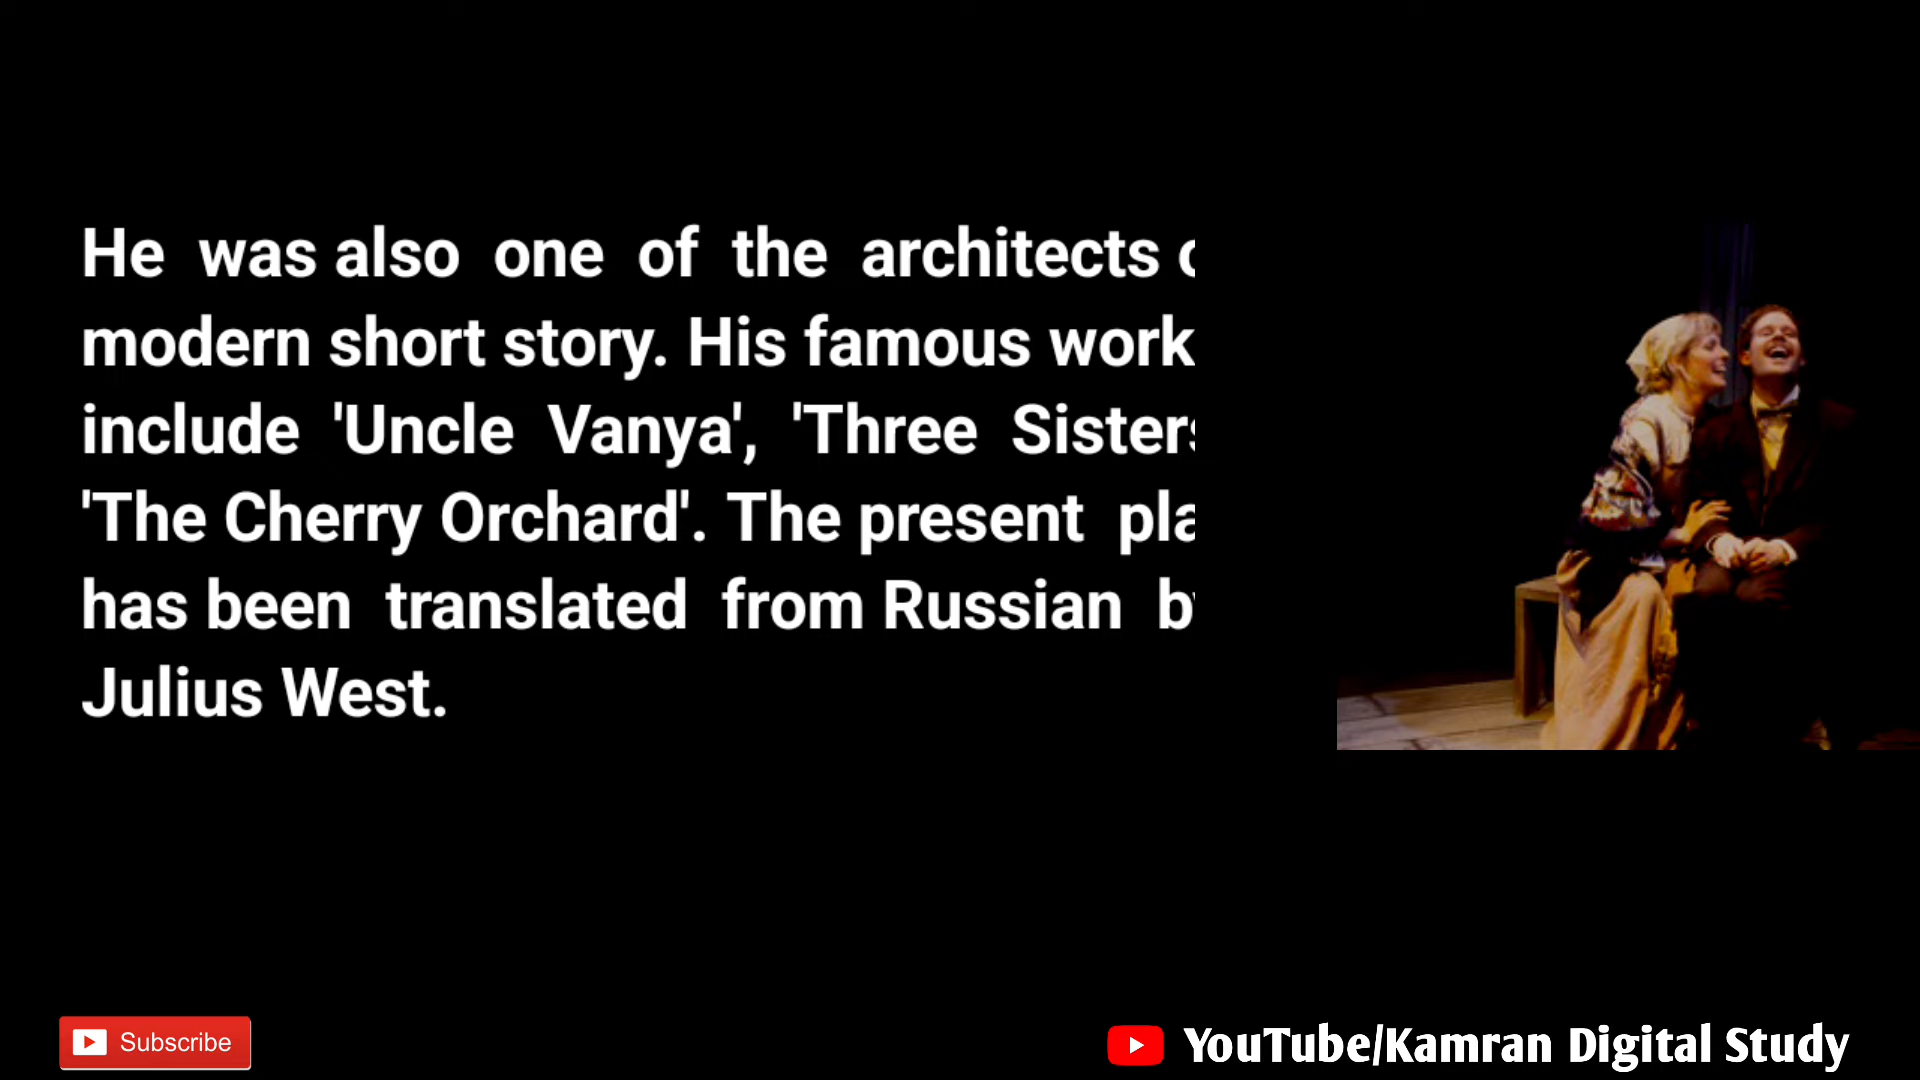 He was also one of the architects
modern short story. His famous work
include 'Uncle Vanya', 'Three Sisters
'The Cherry Orchard'. The present
has been translated from Russian
Julius West.
Subscribe
YouTube/Kamran Digital Study